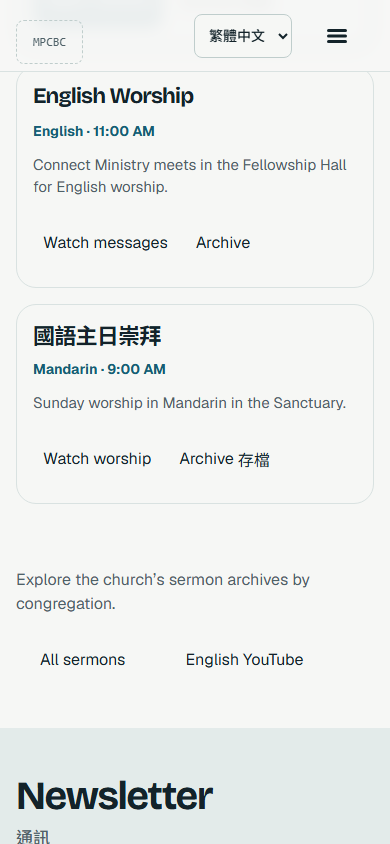 MPCBC
繁體中文
English Worship
English · 11:00 AM
Connect Ministry meets in the Fellowship Hall
for English worship.
Watch messages Archive
國語主日崇拜
Mandarin · 9:00 AM
Sunday worship in Mandarin in the Sanctuary.
Watch worship Archive 存檔
Explore the church’s sermon archives by
congregation.
All sermons English YouTube
Newsletter
通訊